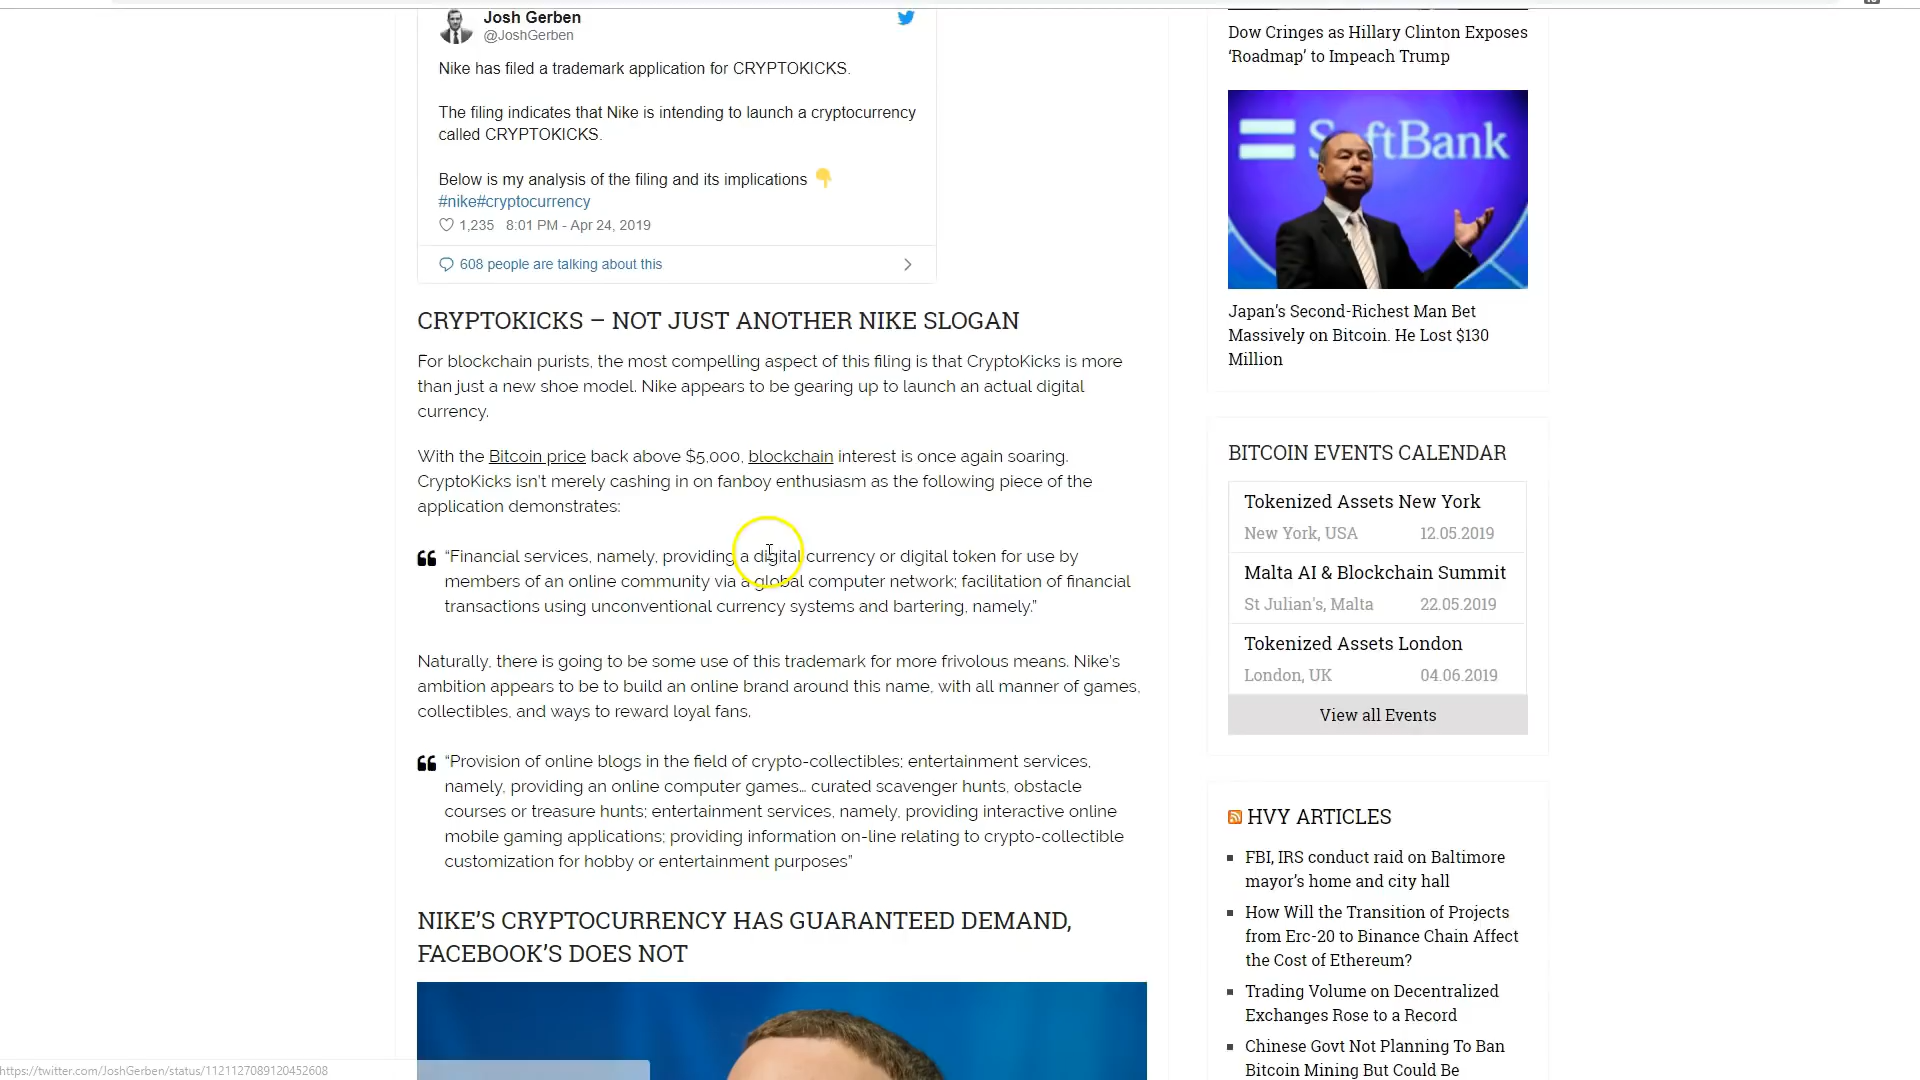 Josh Gerben
@JoshGerben
Nike has filed a trademark application for CRYPTOKICKS.
The filing indicates that Nike is intending to launch a cryptocurrency
called CRYPTOKICKS.
Below is my analysis of the filing and its implications 👇
#nike#cryptocurrency
1,235 8:01 PM - Apr 24, 2019
608 people are talking about this
CRYPTOKICKS – NOT JUST ANOTHER NIKE SLOGAN
For blockchain purists, the most compelling aspect of this filing is that CryptoKicks is more
than just a new shoe model. Nike appears to be gearing up to launch an actual digital
currency.
With the Bitcoin price back above $5,000, blockchain interest is once again soaring.
CryptoKicks isn't merely cashing in on fanboy enthusiasm as the following piece of the
application demonstrates:
“Financial services, namely, providing a digital currency or digital token for use by
members of an online community via a global computer network; facilitation of financial
transactions using unconventional currency systems and bartering, namely.”
Naturally, there is going to be some use of this trademark for more frivolous means. Nike's
ambition appears to be to build an online brand around this name, with all manner of games,
collectibles, and ways to reward loyal fans.
“Provision of online blogs in the field of crypto-collectibles; entertainment services,
namely, providing an online computer games… curated scavenger hunts, obstacle
courses or treasure hunts; entertainment services, namely, providing interactive online
mobile gaming applications; providing information on-line relating to crypto-collectible
customization for hobby or entertainment purposes”
NIKE'S CRYPTOCURRENCY HAS GUARANTEED DEMAND,
FACEBOOK'S DOES NOT
Dow Cringes as Hillary Clinton Exposes
‘Roadmap’ to Impeach Trump
SoftBank
Japan's Second-Richest Man Bet
Massively on Bitcoin. He Lost $130
Million
BITCOIN EVENTS CALENDAR
Tokenized Assets New York
New York, USA 12.05.2019
Malta AI & Blockchain Summit
St Julian's, Malta 22.05.2019
Tokenized Assets London
London, UK 04.06.2019
View all Events
HVY ARTICLES
FBI, IRS conduct raid on Baltimore
mayor's home and city hall
How Will the Transition of Projects
from Erc-20 to Binance Chain Affect
the Cost of Ethereum?
Trading Volume on Decentralized
Exchanges Rose to a Record
Chinese Govt Not Planning To Ban
Bitcoin Mining But Could Be
https://twitter.com/JoshGerben/status/1121127089120452608